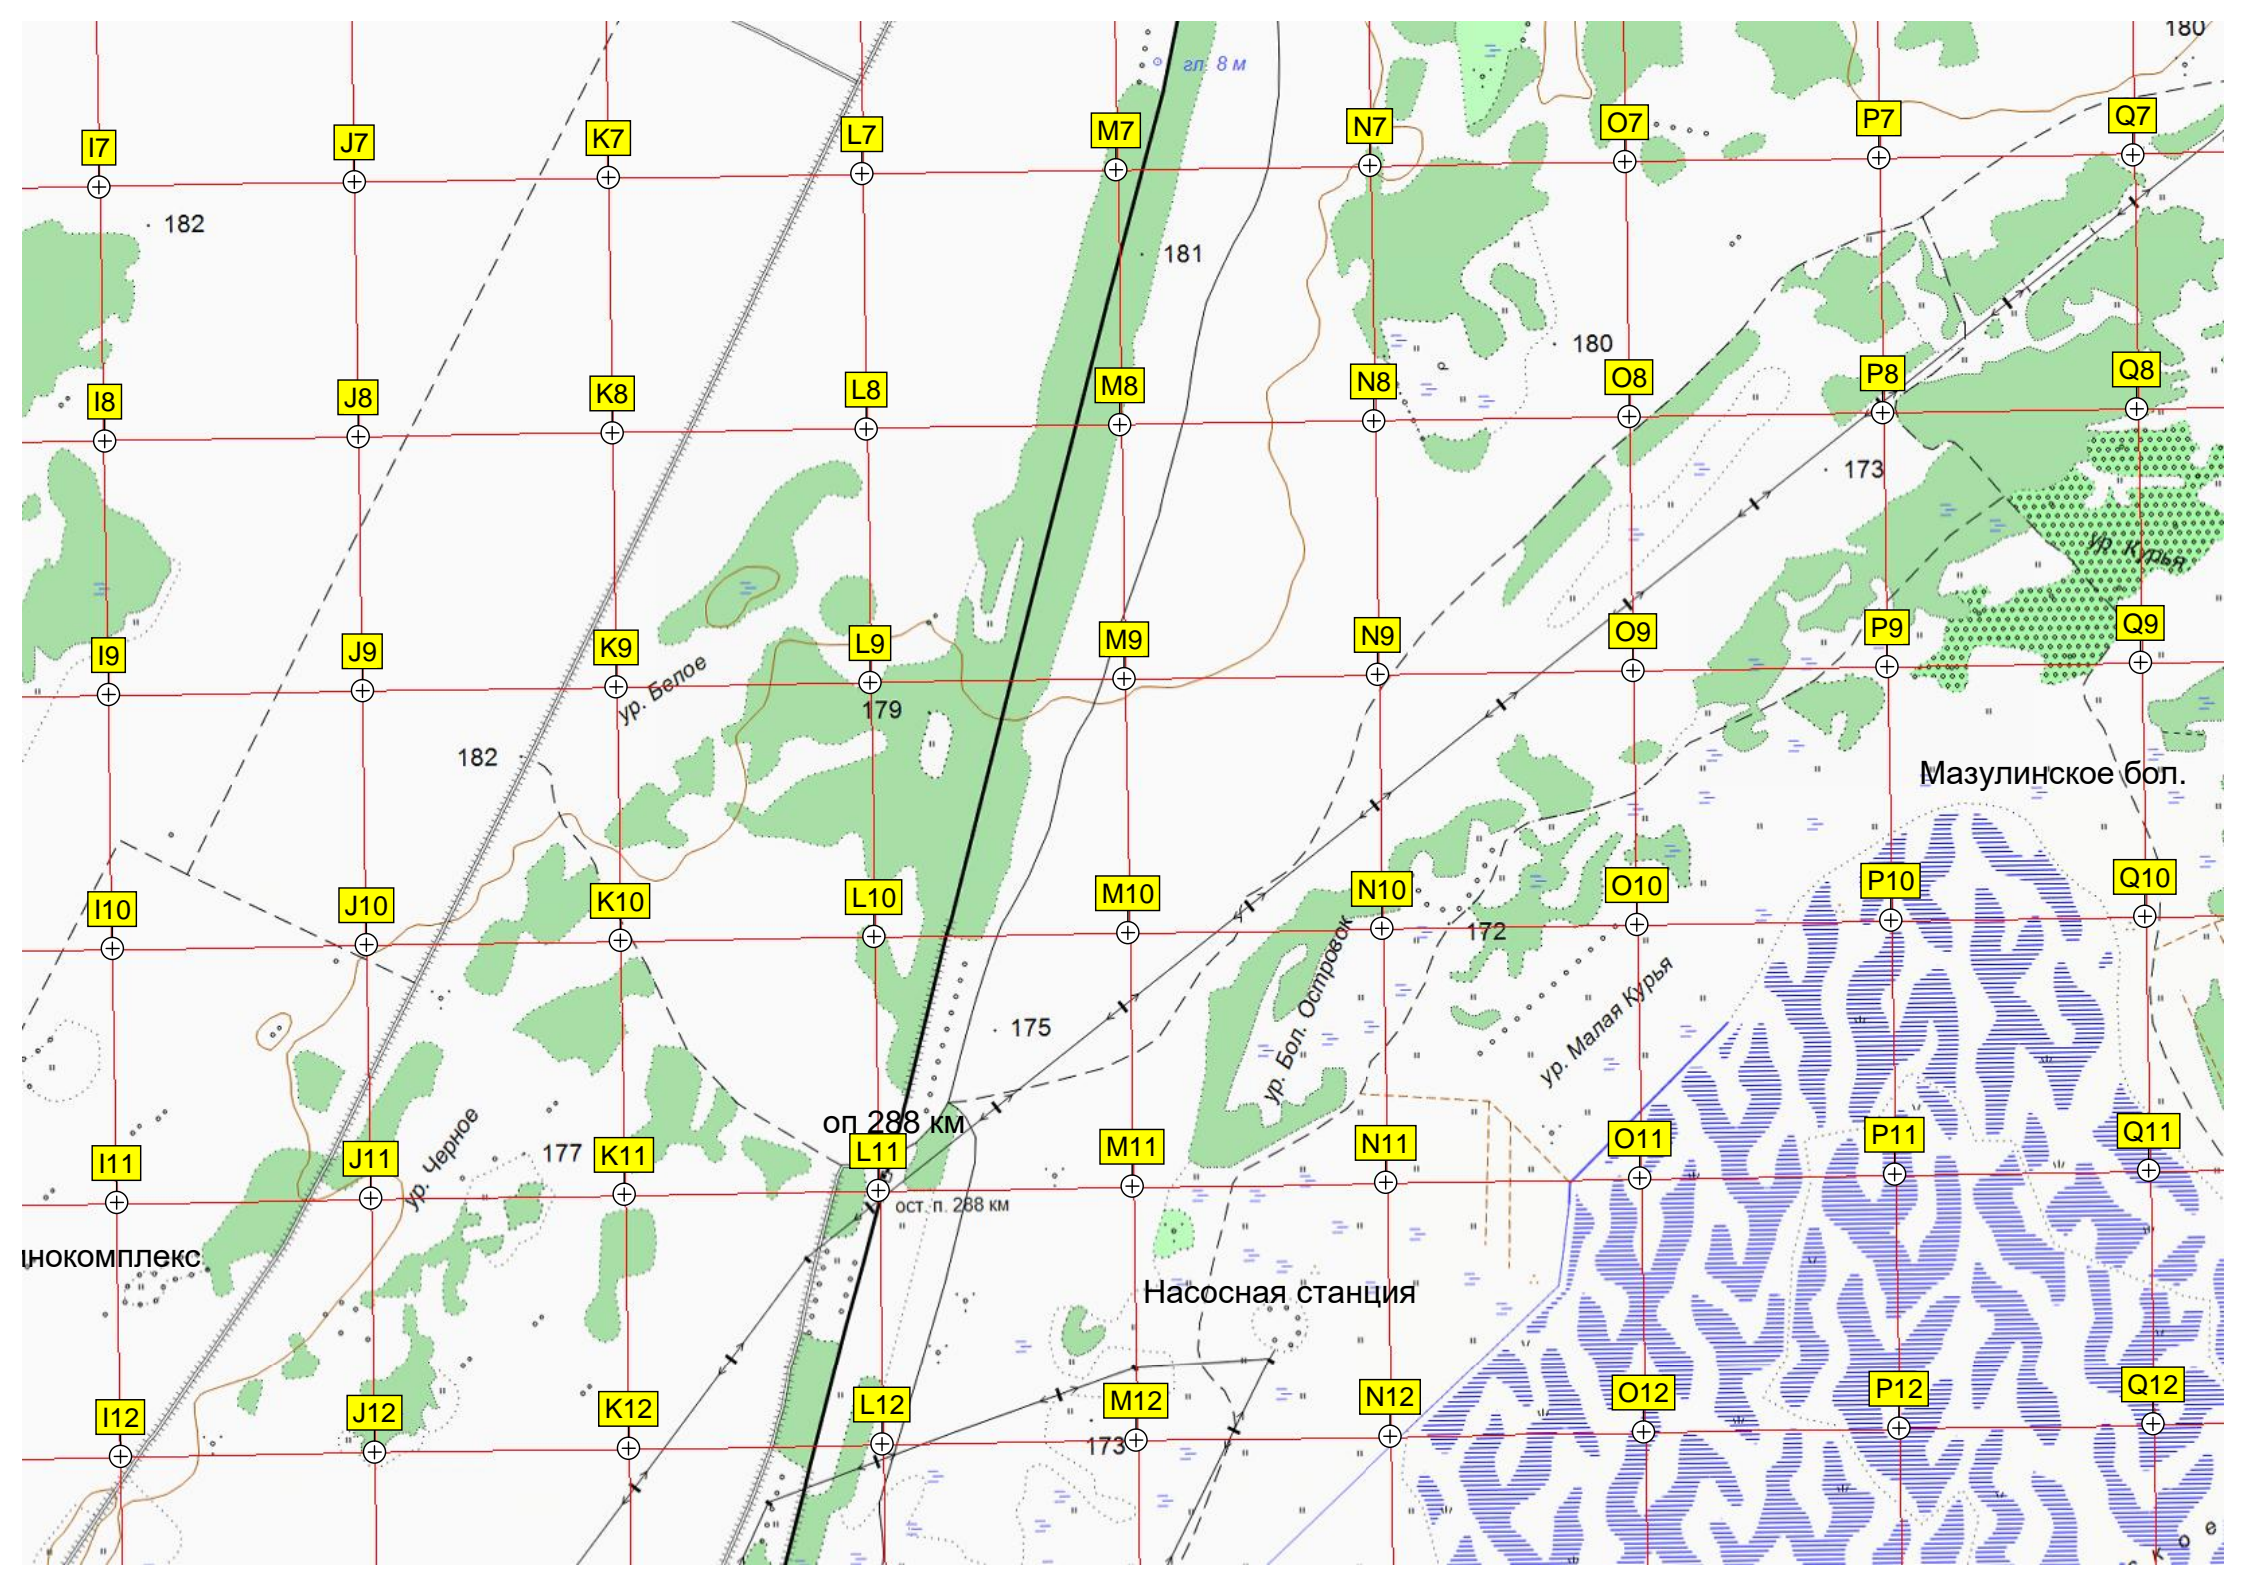 180
гл. 8 м
I7 J7 K7 L7 M7 N7 O7 P7 Q7
182
181
180
I8 J8 K8 L8 M8 N8 O8 P8 Q8
173
ур. Курья
I9 J9 K9 L9 M9 N9 O9 P9 Q9
ур. Белое
179
182
Мазулинское бол.
I10 J10 K10 L10 M10 N10 O10 P10 Q10
172
ур. Бол. Островок
ур. Малая Курья
175
оп 288 км
ур. Черное
177
I11 J11 K11 L11 M11 N11 O11 P11 Q11
ост. п. 288 км
инокомплекс
Насосная станция
I12 J12 K12 L12 M12 N12 O12 P12 Q12
173
к о е